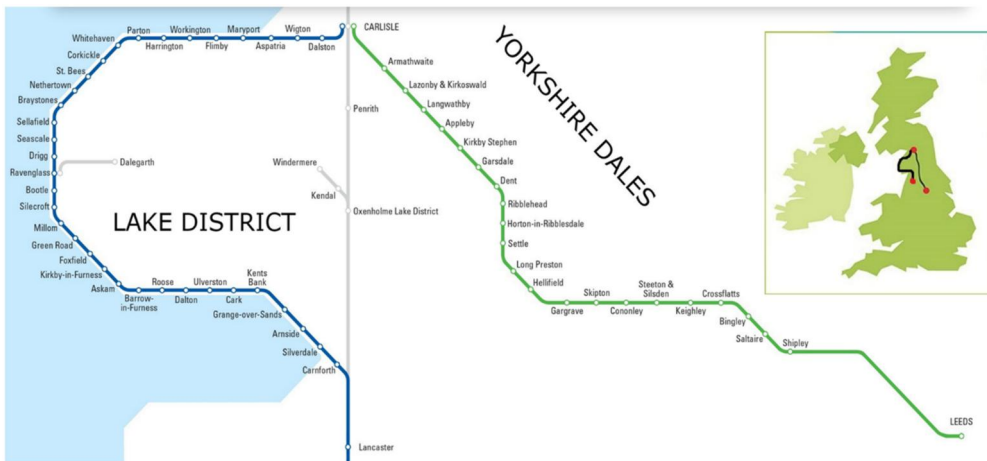 CARLISLE
Dalston
Wigton
Aspatria
Maryport
Flimby
Workington
Harrington
Parton
Whitehaven
Corkickle
St. Bees
Nethertown
Braystones
Sellafield
Seascale
Drigg
Ravenglass
Dalegarth
Bootle
Silecroft
Millom
Green Road
Foxfield
Kirkby-in-Furness
Askam
Barrow-
in-Furness
Roose
Dalton
Ulverston
Cark
Kents
Bank
Grange-over-Sands
Arnside
Silverdale
Carnforth
Lancaster
LAKE DISTRICT
Penrith
Windermere
Kendal
Oxenholme Lake District
YORKSHIRE DALES
Armathwaite
Lazonby & Kirkoswald
Langwathby
Appleby
Kirkby Stephen
Garsdale
Dent
Ribblehead
Horton-in-Ribblesdale
Settle
Long Preston
Hellifield
Gargrave
Skipton
Cononley
Steeton &
Silsden
Keighley
Crossflatts
Bingley
Saltaire
Shipley
LEEDS